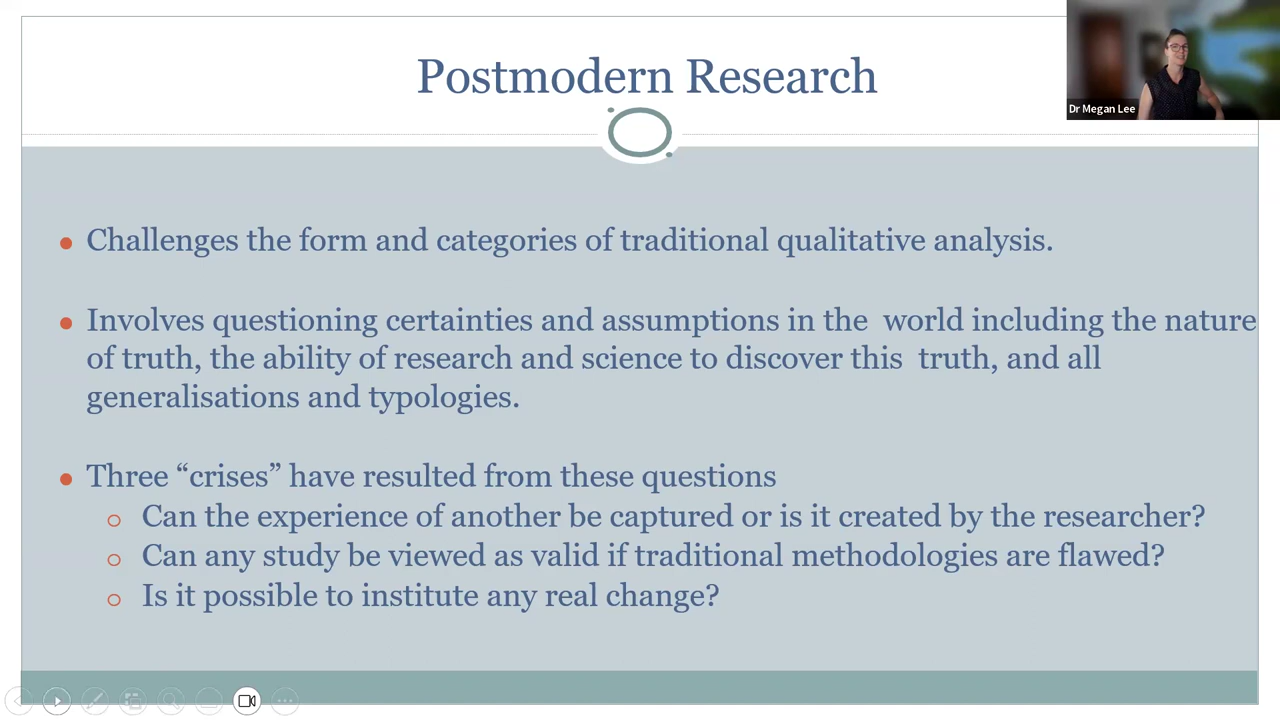 Postmodern Research
Dr Megan Lee
Challenges the form and categories of traditional qualitative analysis.
Involves questioning certainties and assumptions in the world including the nature
of truth, the ability of research and science to discover this truth, and all
generalisations and typologies.
Three “crises” have resulted from these questions
Can the experience of another be captured or is it created by the researcher?
Can any study be viewed as valid if traditional methodologies are flawed?
Is it possible to institute any real change?